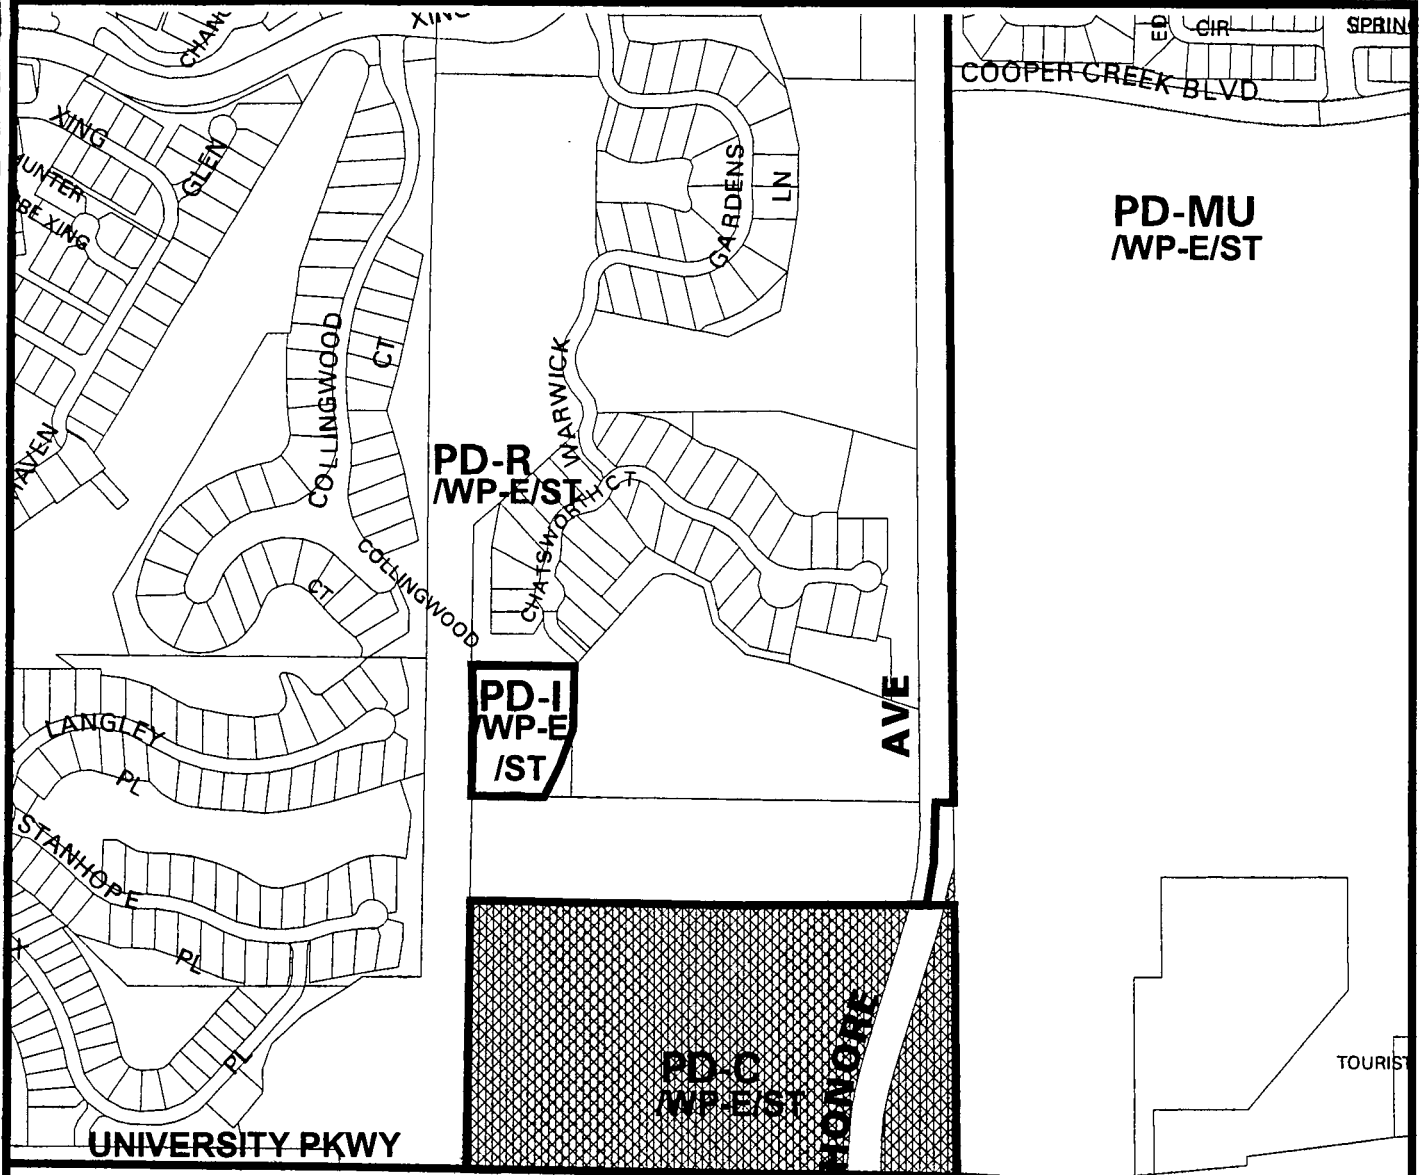 XING
CIR
SPRING
COOPER CREEK BLVD
XING
GLEN
GARDENS
LN
PD-MU
/WP-E/ST
COLLINGWOOD
CT
WARWICK
PD-R
/WP-E/ST
CHATSWORTH CT
COLLINGWOOD
CT
PD-I
/WP-E
/ST
AVE
LANGLEY
PL
STANHOPE
PL
PL
HONORE
PD-C
/WP-E/ST
TOURIST
UNIVERSITY PKWY